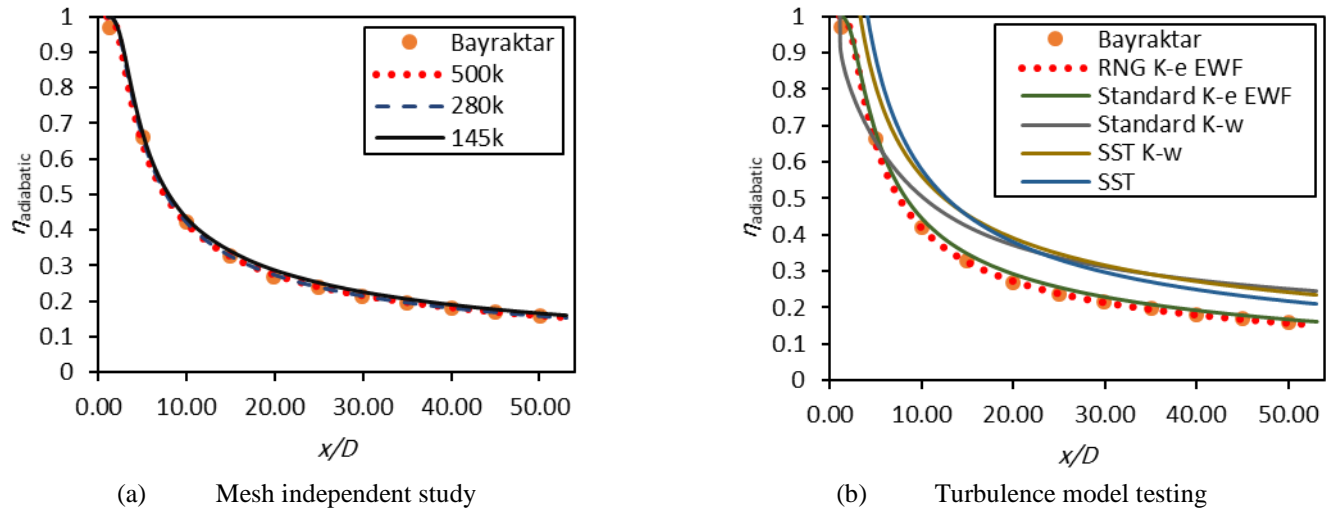 1
0.9
0.8
0.7
0.6
0.5
0.4
0.3
0.2
0.1
0
ηadiabatic
Bayraktar
500k
280k
145k
0.00 10.00 20.00 30.00 40.00 50.00
x/D
(a) Mesh independent study
1
0.9
0.8
0.7
0.6
0.5
0.4
0.3
0.2
0.1
0
ηadiabatic
Bayraktar
RNG K-e EWF
Standard K-e EWF
Standard K-w
SST K-w
SST
0.00 10.00 20.00 30.00 40.00 50.00
x/D
(b) Turbulence model testing